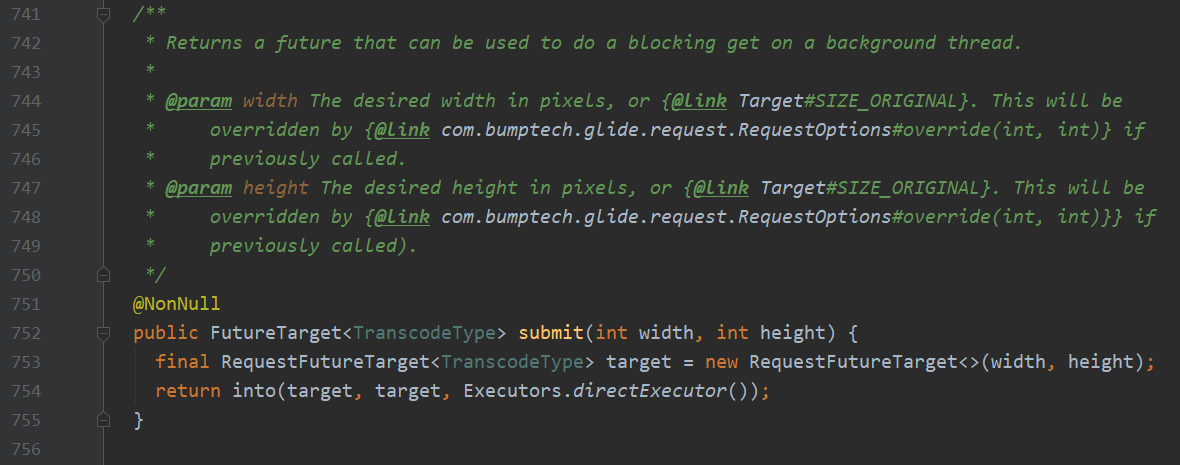 741 /**
742 * Returns a future that can be used to do a blocking get on a background thread.
743 *
744 * @param width The desired width in pixels, or {@link Target#SIZE_ORIGINAL}. This will be
745 *     overridden by {@link com.bumptech.glide.request.RequestOptions#override(int, int)} if
746 *     previously called.
747 * @param height The desired height in pixels, or {@link Target#SIZE_ORIGINAL}. This will be
748 *     overridden by {@link com.bumptech.glide.request.RequestOptions#override(int, int)}} if
749 *     previously called).
750 */
751 @NonNull
752 public FutureTarget<TranscodeType> submit(int width, int height) {
753   final RequestFutureTarget<TranscodeType> target = new RequestFutureTarget<>(width, height);
754   return into(target, target, Executors.directExecutor());
755 }
756